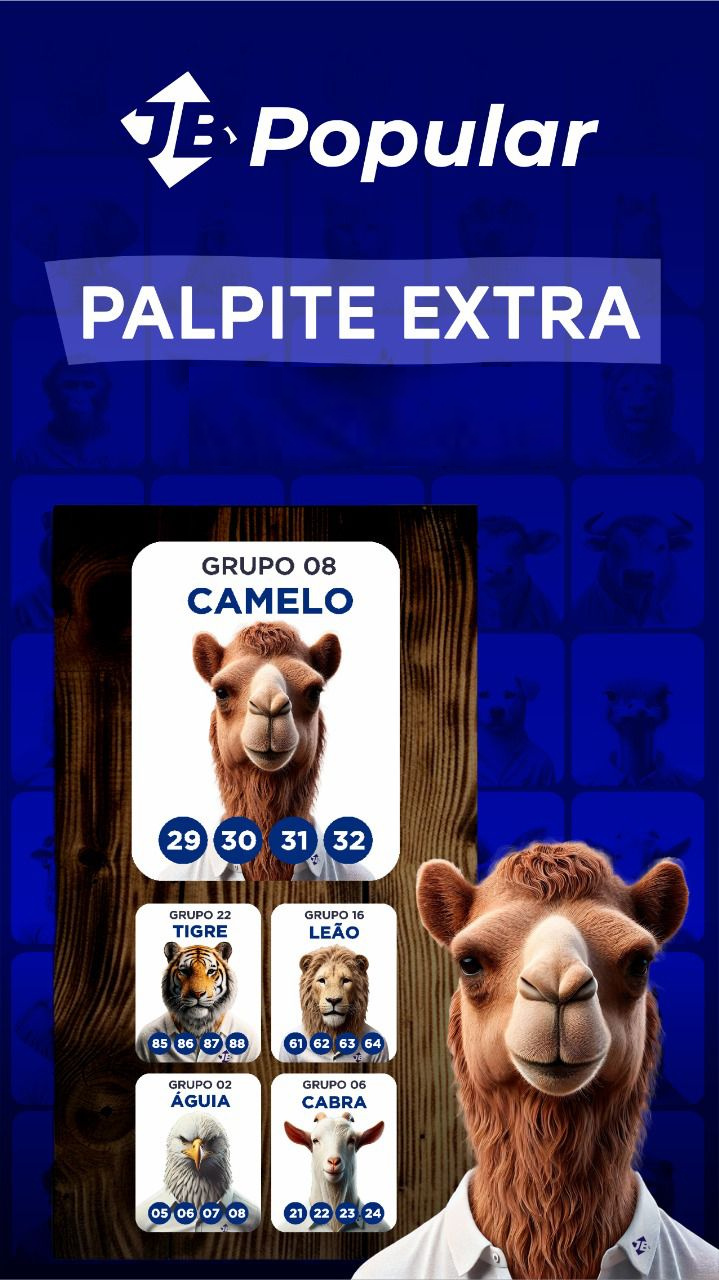 JB Popular
PALPITE EXTRA
GRUPO 08
CAMELO
29 30 31 32
GRUPO 22
TIGRE
85 86 87 88
GRUPO 16
LEÃO
61 62 63 64
GRUPO 02
ÁGUIA
05 06 07 08
GRUPO 06
CABRA
21 22 23 24
JB